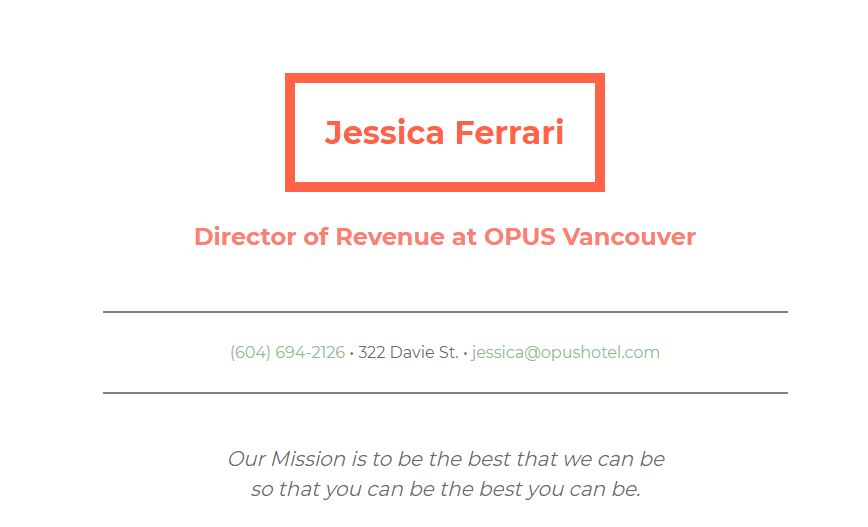 Jessica Ferrari
Director of Revenue at OPUS Vancouver
(604) 694-2126 • 322 Davie St. • jessica@opushotel.com
Our Mission is to be the best that we can be
so that you can be the best you can be.